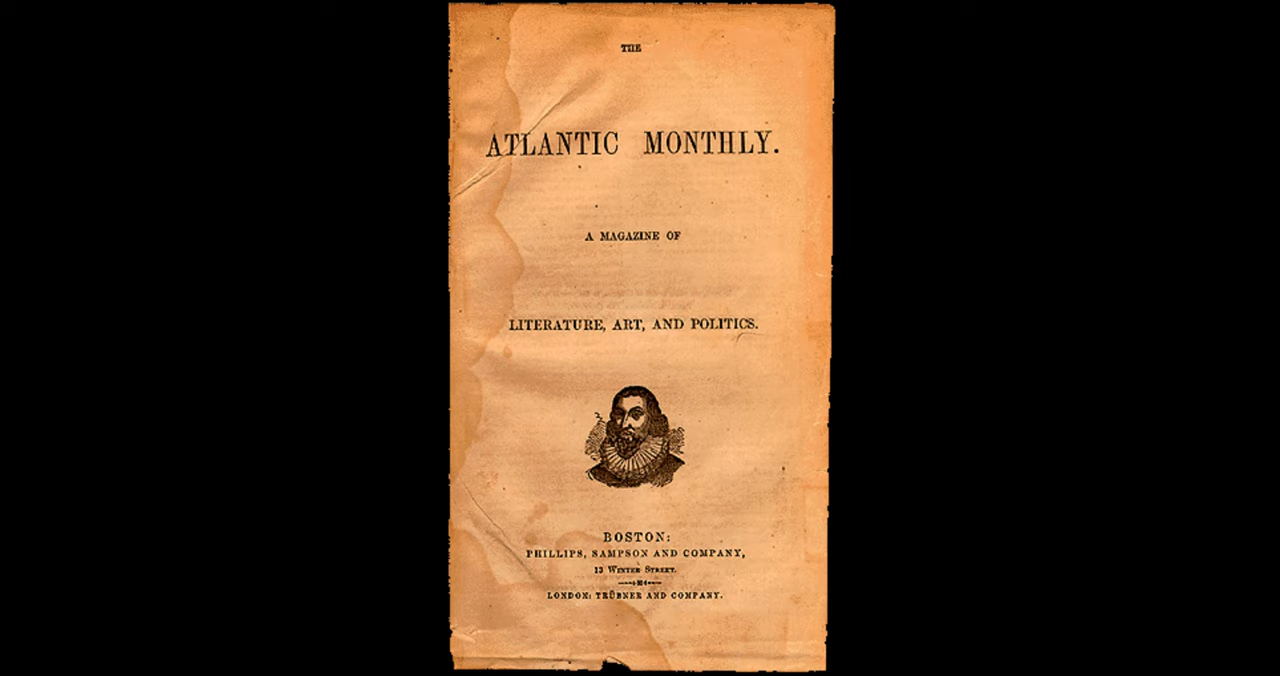 THE
ATLANTIC MONTHLY.
A MAGAZINE OF
LITERATURE, ART, AND POLITICS.
BOSTON:
PHILLIPS, SAMPSON AND COMPANY,
13 WINTER STREET.
LONDON: TRÜBNER AND COMPANY.